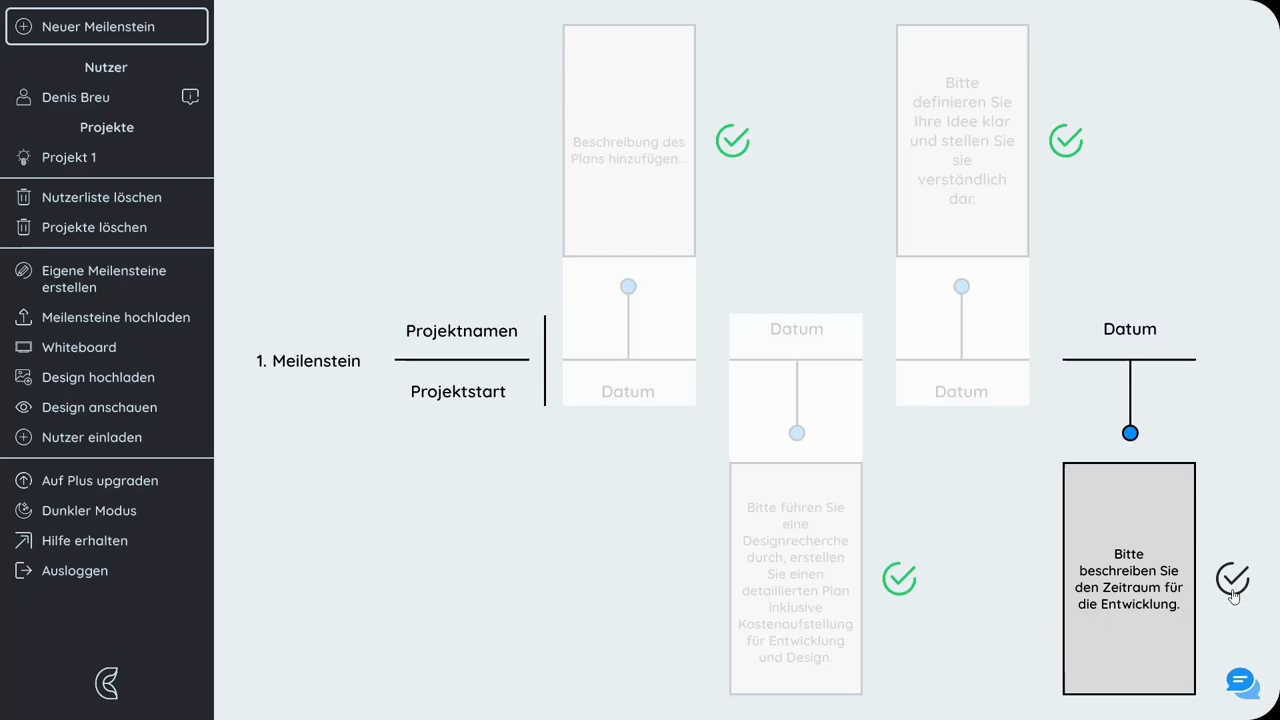 Neuer Meilenstein
Nutzer
Denis Breu
Projekte
Projekt 1
Nutzerliste löschen
Projekte löschen
Eigene Meilensteine
erstellen
Meilensteine hochladen
Whiteboard
Design hochladen
Design anschauen
Nutzer einladen
Auf Plus upgraden
Dunkler Modus
Hilfe erhalten
Ausloggen
1. Meilenstein
Projektnamen
Projektstart
Beschreibung des
Plans hinzufügen...
Datum
Datum
Bitte führen Sie
eine
Designrecherche
durch, erstellen
Sie einen
detaillierten Plan
inklusive
Kostenaufstellung
für Entwicklung
und Design.
Bitte
definieren Sie
Ihre Idee klar
und stellen Sie
sie
verständlich
dar.
Datum
Datum
Bitte
beschreiben Sie
den Zeitraum für
die Entwicklung.